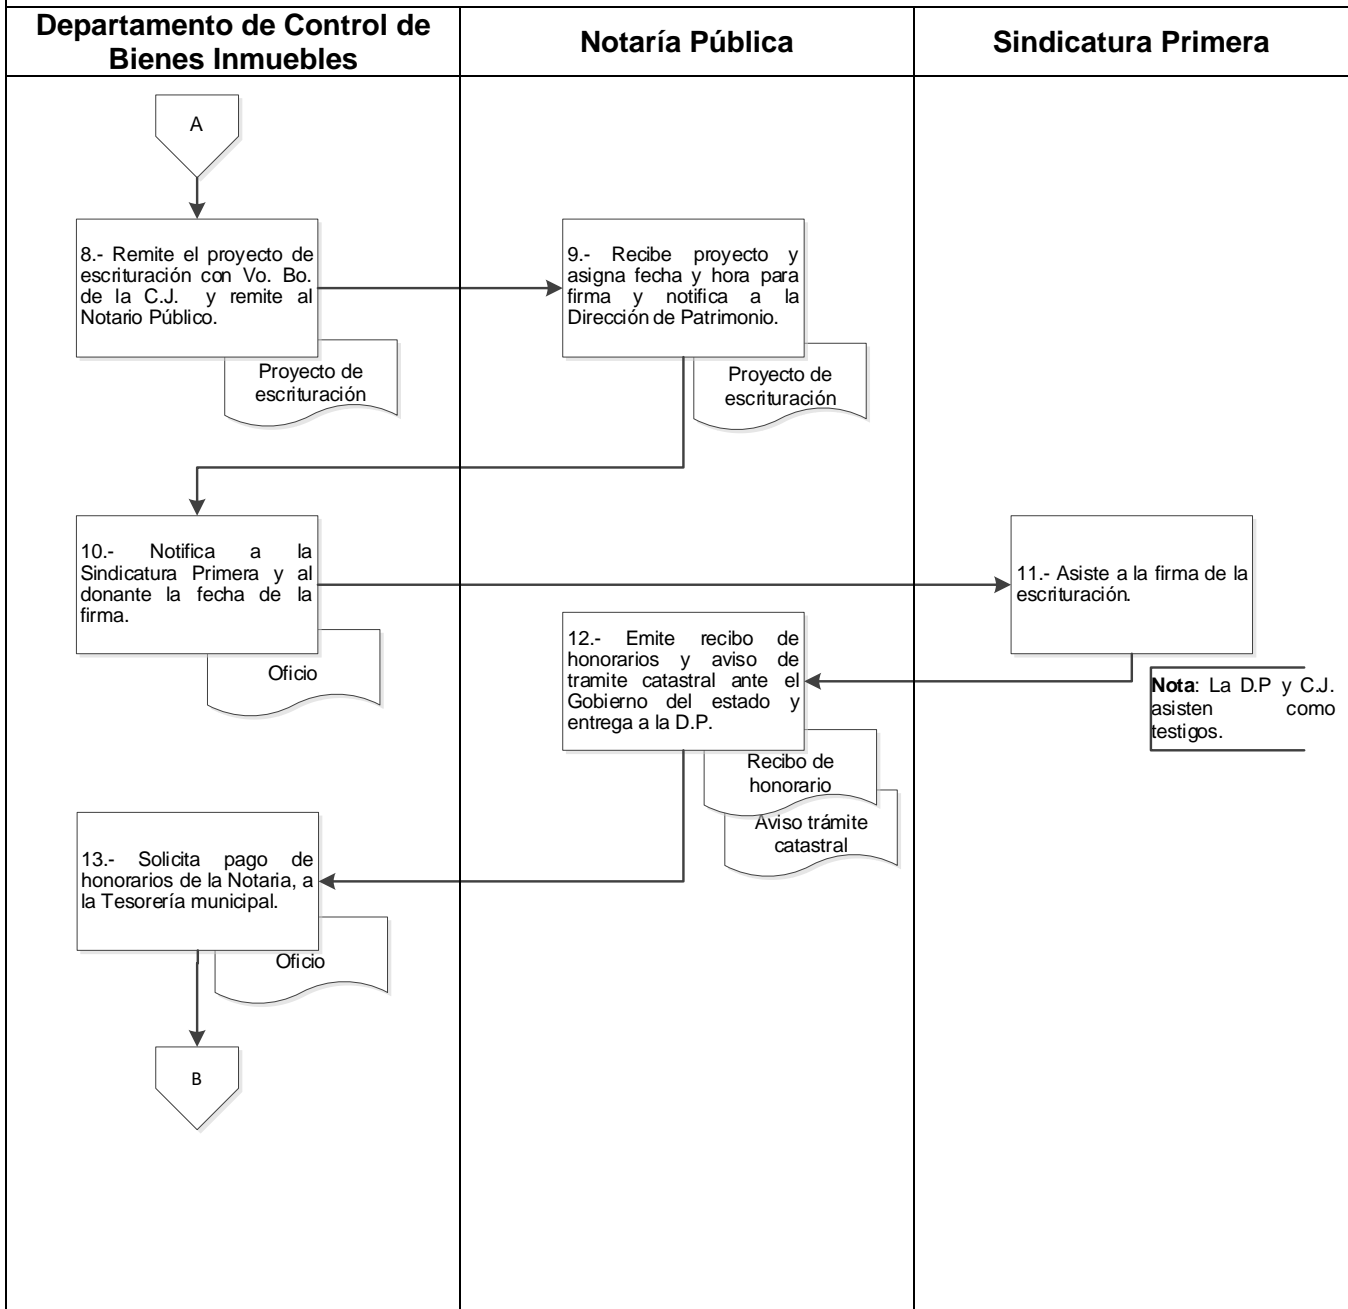 Departamento de Control de
Bienes Inmuebles
Notaría Pública
Sindicatura Primera
A
8.- Remite el proyecto de
escrituración con Vo. Bo.
de la C.J. y remite al
Notario Público.
Proyecto de
escrituración
9.- Recibe proyecto y
asigna fecha y hora para
firma y notifica a la
Dirección de Patrimonio.
Proyecto de
escrituración
10.- Notifica a la
Sindicatura Primera y al
donante la fecha de la
firma.
Oficio
11.- Asiste a la firma de la
escrituración.
Nota: La D.P y C.J.
asisten como
testigos.
12.- Emite recibo de
honorarios y aviso de
tramite catastral ante el
Gobierno del estado y
entrega a la D.P.
Recibo de
honorario
Aviso trámite
catastral
13.- Solicita pago de
honorarios de la Notaria, a
la Tesorería municipal.
Oficio
B